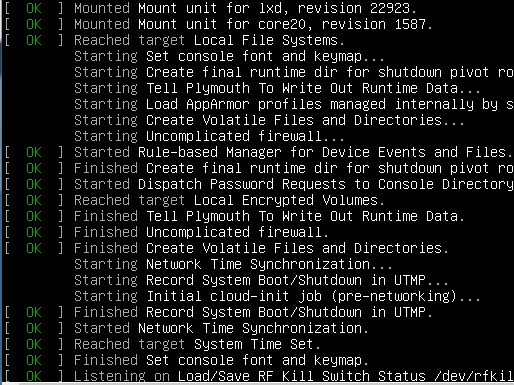 [  OK  ] Mounted Mount unit for lxd, revision 22923.
[  OK  ] Mounted Mount unit for core20, revision 1587.
[  OK  ] Reached target Local File Systems.
Starting Set console font and keymap...
Starting Create final runtime dir for shutdown pivot ro
Starting Tell Plymouth To Write Out Runtime Data...
Starting Load AppArmor profiles managed internally by s
Starting Create Volatile Files and Directories...
Starting Uncomplicated firewall...
[  OK  ] Started Rule-based Manager for Device Events and Files.
[  OK  ] Finished Create final runtime dir for shutdown pivot ro
[  OK  ] Started Dispatch Password Requests to Console Directory
[  OK  ] Reached target Local Encrypted Volumes.
[  OK  ] Finished Tell Plymouth To Write Out Runtime Data.
[  OK  ] Finished Uncomplicated firewall.
[  OK  ] Finished Create Volatile Files and Directories.
Starting Network Time Synchronization...
Starting Record System Boot/Shutdown in UTMP...
Starting Initial cloud-init job (pre-networking)...
[  OK  ] Finished Record System Boot/Shutdown in UTMP.
[  OK  ] Started Network Time Synchronization.
[  OK  ] Reached target System Time Set.
[  OK  ] Finished Set console font and keymap.
[  OK  ] Listening on Load/Save RF Kill Switch Status /dev/rfkil